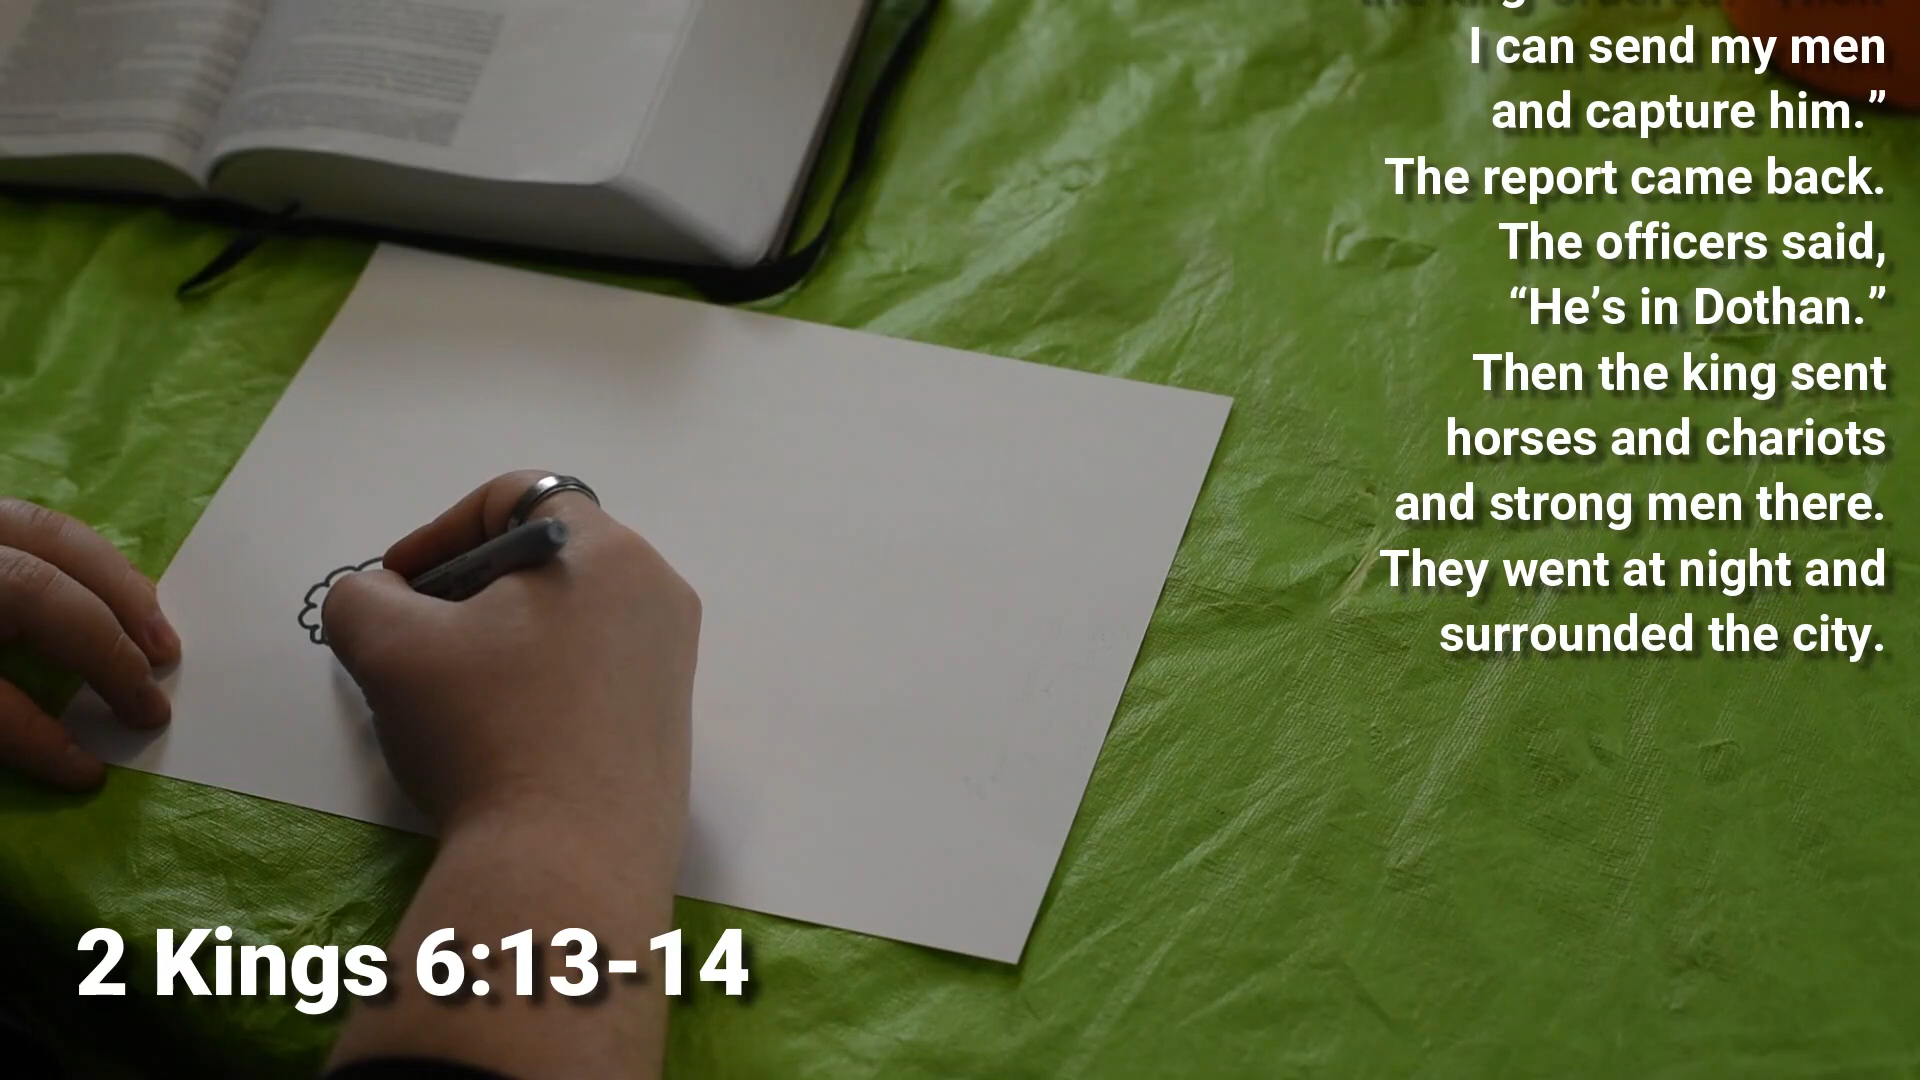 I can send my men
and capture him.”
The report came back.
The officers said,
“He’s in Dothan.”
Then the king sent
horses and chariots
and strong men there.
They went at night and
surrounded the city.
2 Kings 6:13-14